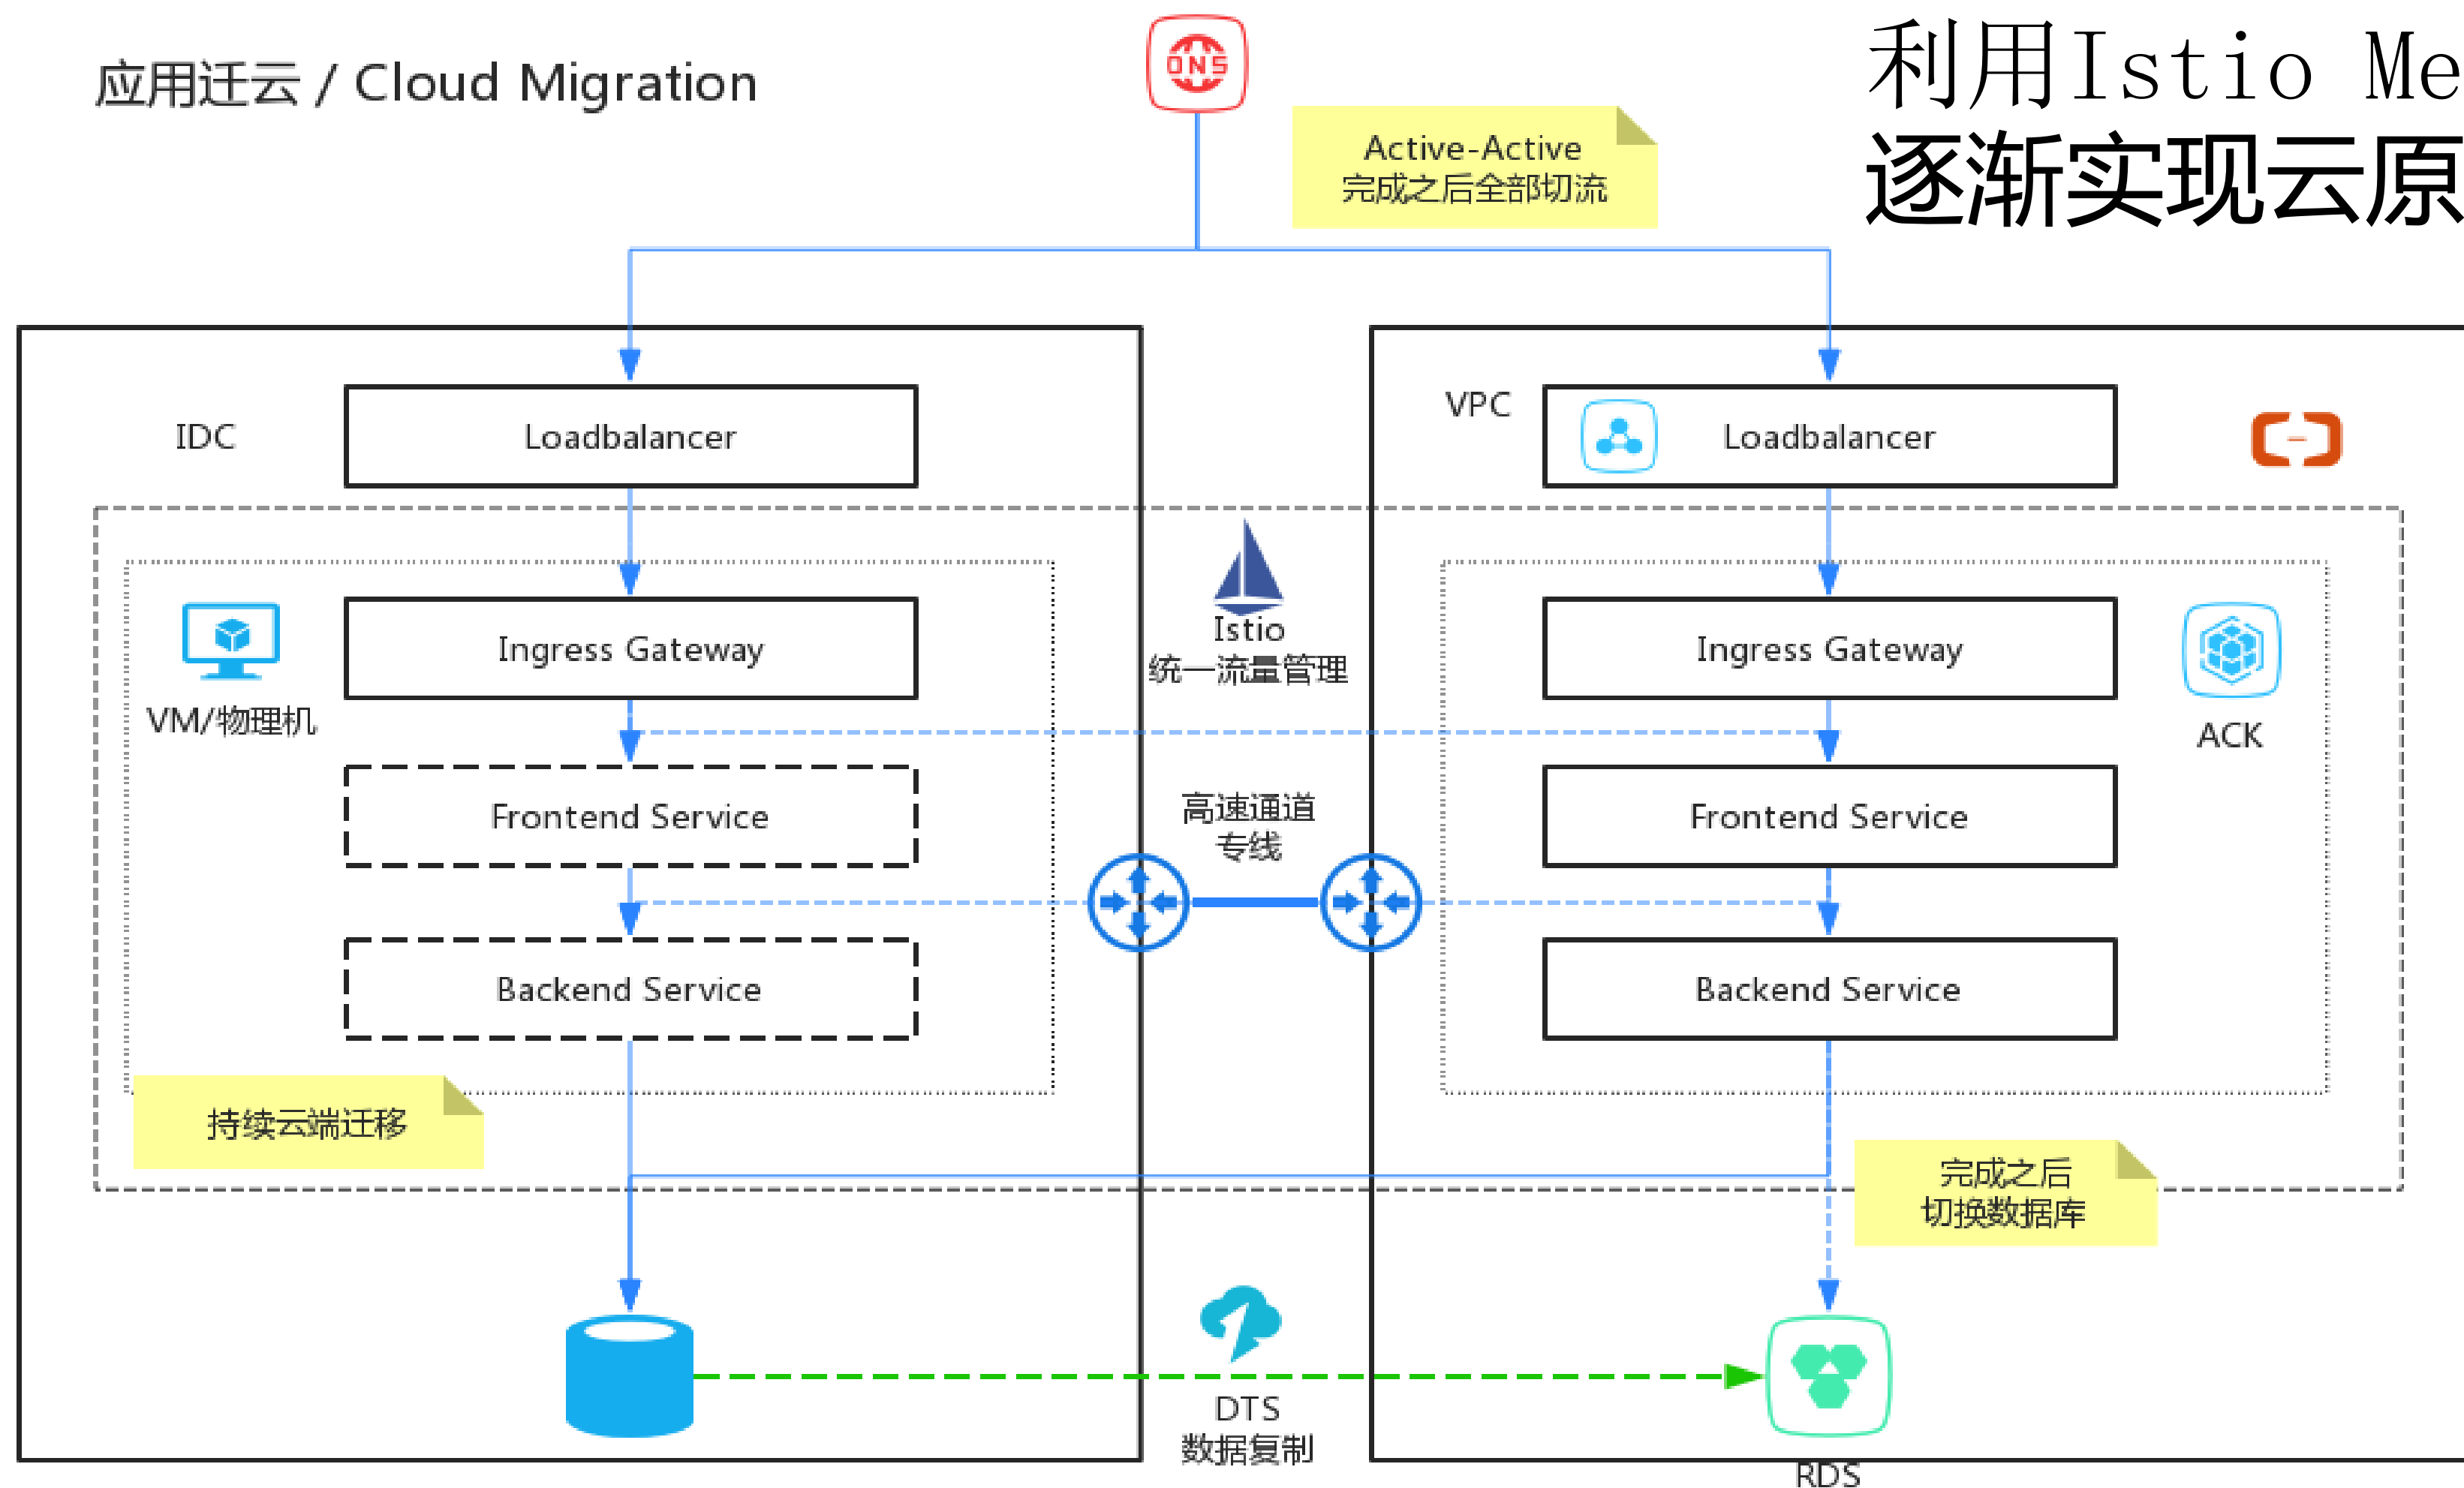 应用迁云 / Cloud Migration
DNS
利用Istio Me
逐渐实现云原
Active-Active
完成之后全部切流
IDC
Loadbalancer
VPC
Loadbalancer
Istio
统一流量管理
VM/物理机
Ingress Gateway
Ingress Gateway
ACK
Frontend Service
高速通道
专线
Frontend Service
Backend Service
Backend Service
持续云端迁移
完成之后
切换数据库
DTS
数据复制
RDS